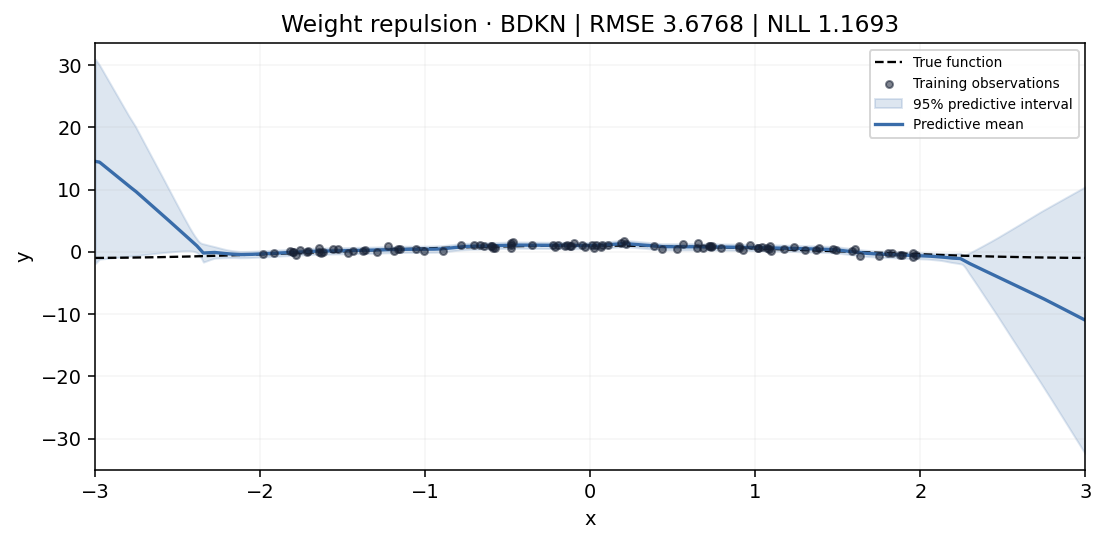 Weight repulsion · BDKN | RMSE 3.6768 | NLL 1.1693
True function
Training observations
95% predictive interval
Predictive mean
30
20
10
0
−10
−20
−30
y
−3
−2
−1
0
1
2
3
x